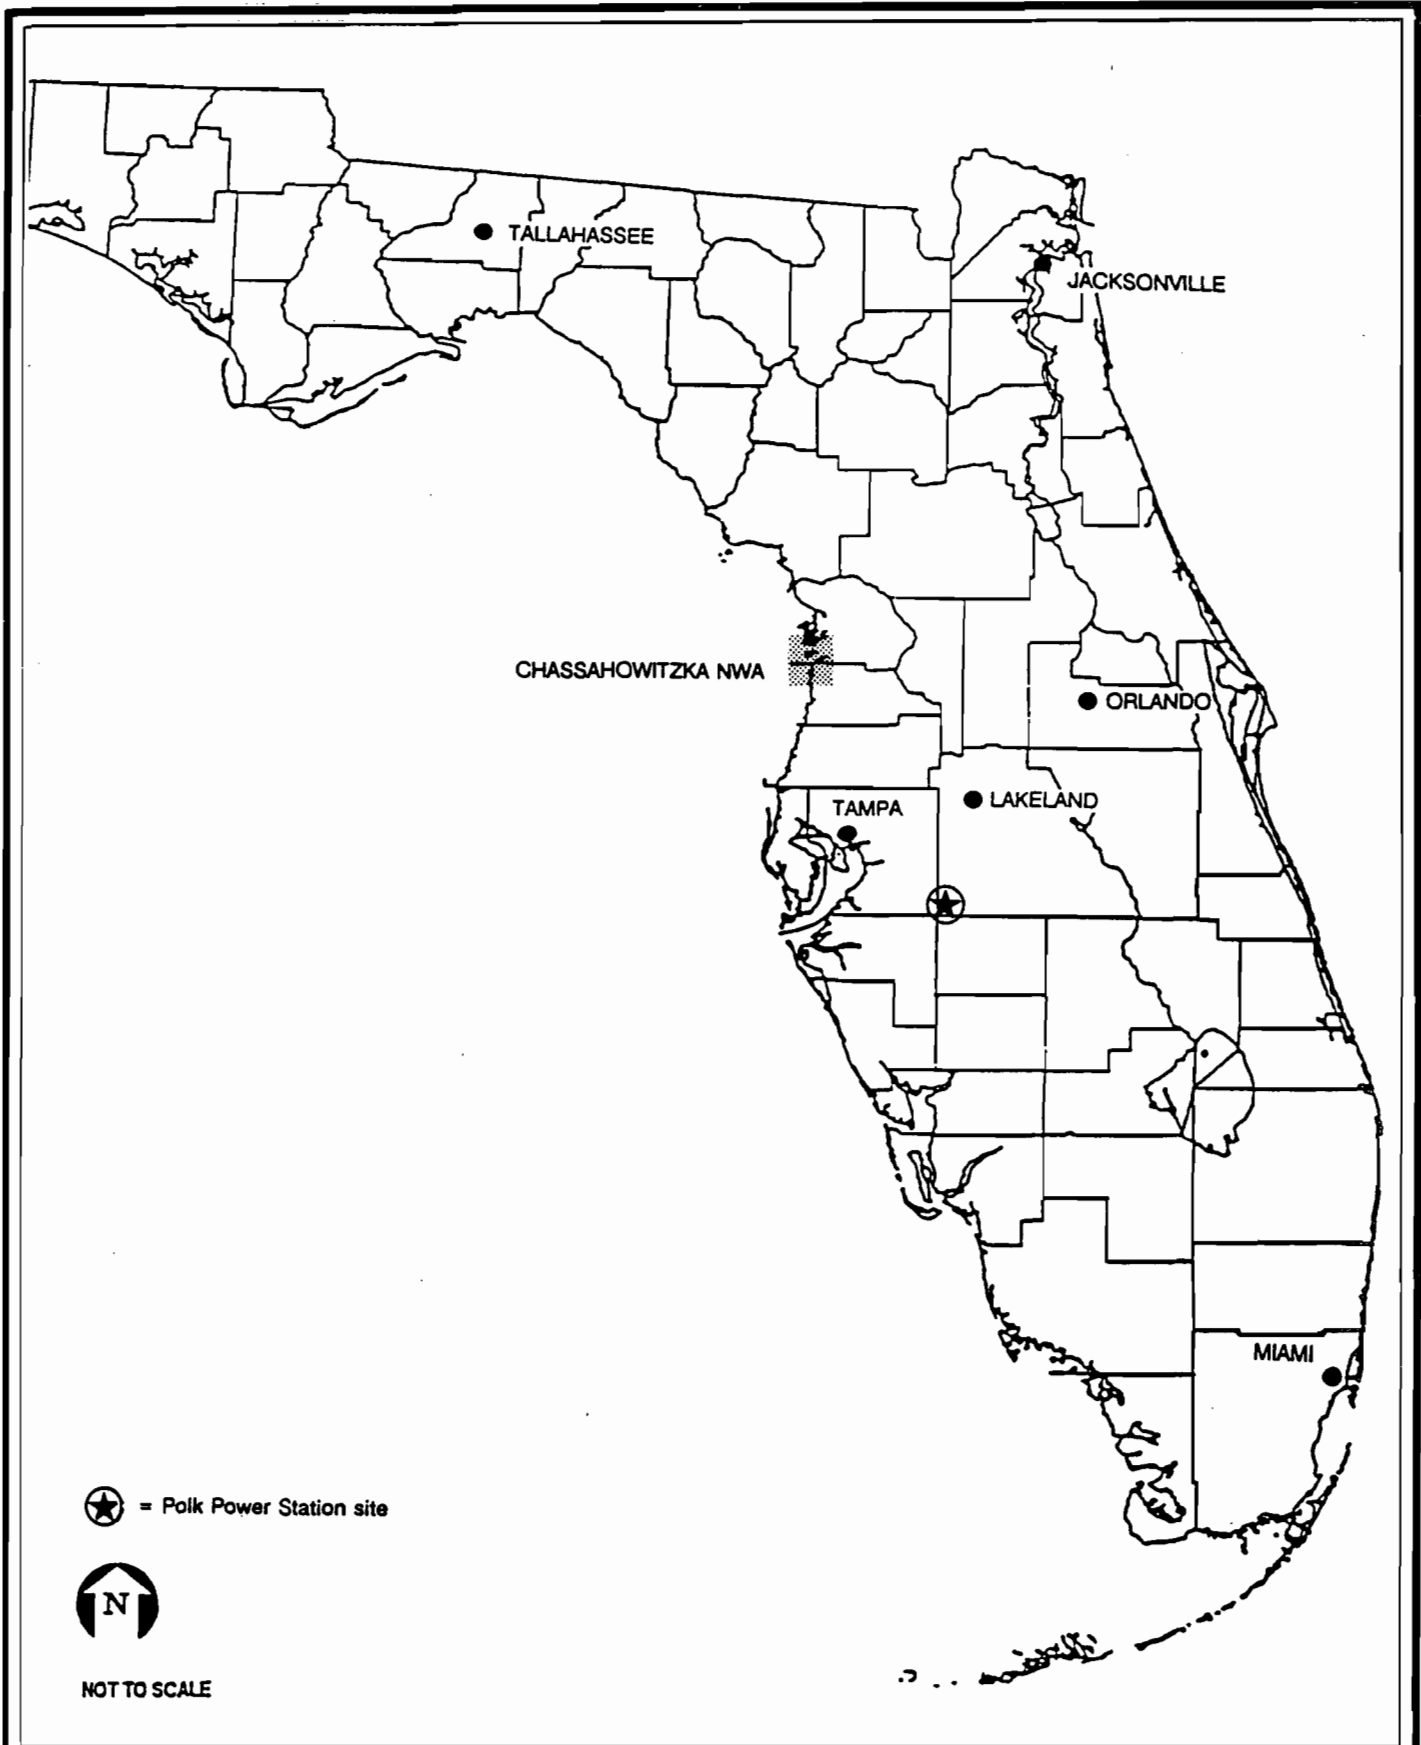 TALLAHASSEE
JACKSONVILLE
CHASSAHOWITZKA NWA
ORLANDO
LAKELAND
TAMPA
MIAMI
= Polk Power Station site
N
NOT TO SCALE